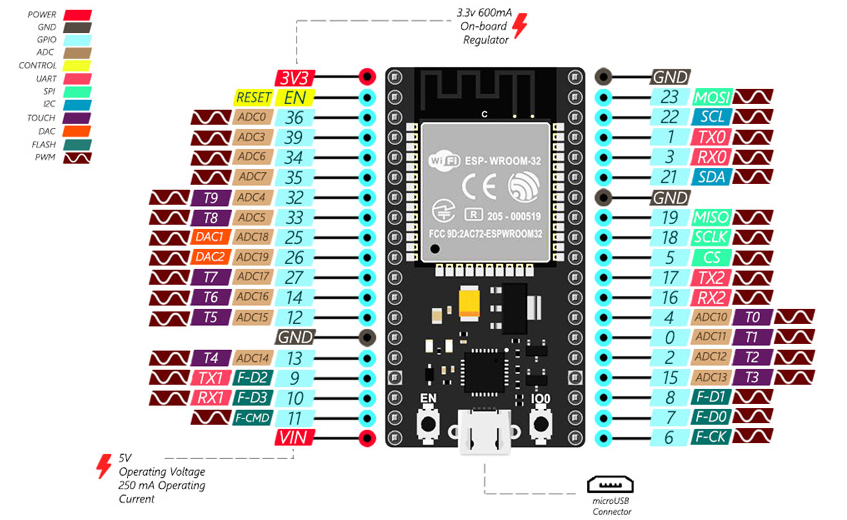 POWER
GND
GPIO
ADC
CONTROL
UART
SPI
I2C
TOUCH
DAC
FLASH
PWM
3.3v 600mA
On-board
Regulator
3V3
RESET EN
ADC0 36
ADC3 39
ADC6 34
ADC7 35
T9 ADC4 32
T8 ADC5 33
DAC1 ADC18 25
DAC2 ADC19 26
T7 ADC17 27
T6 ADC16 14
T5 ADC15 12
GND
T4 ADC14 13
TX1 F-D2 9
RX1 F-D3 10
F-CMD 11
VIN
5V
Operating Voltage
250 mA Operating
Current
C
WiFi ESP-WROOM-32
CE
R 205-000519
FCC 9D:2AC72-ESPWROOM32
EN
IO0
GND
23 MOSI
22 SCL
1 TX0
3 RX0
21 SDA
GND
19 MISO
18 SCLK
5 CS
17 TX2
16 RX2
4 ADC10 T0
0 ADC11 T1
2 ADC12 T2
15 ADC13 T3
8 F-D1
7 F-D0
6 F-CK
microUSB
Connector